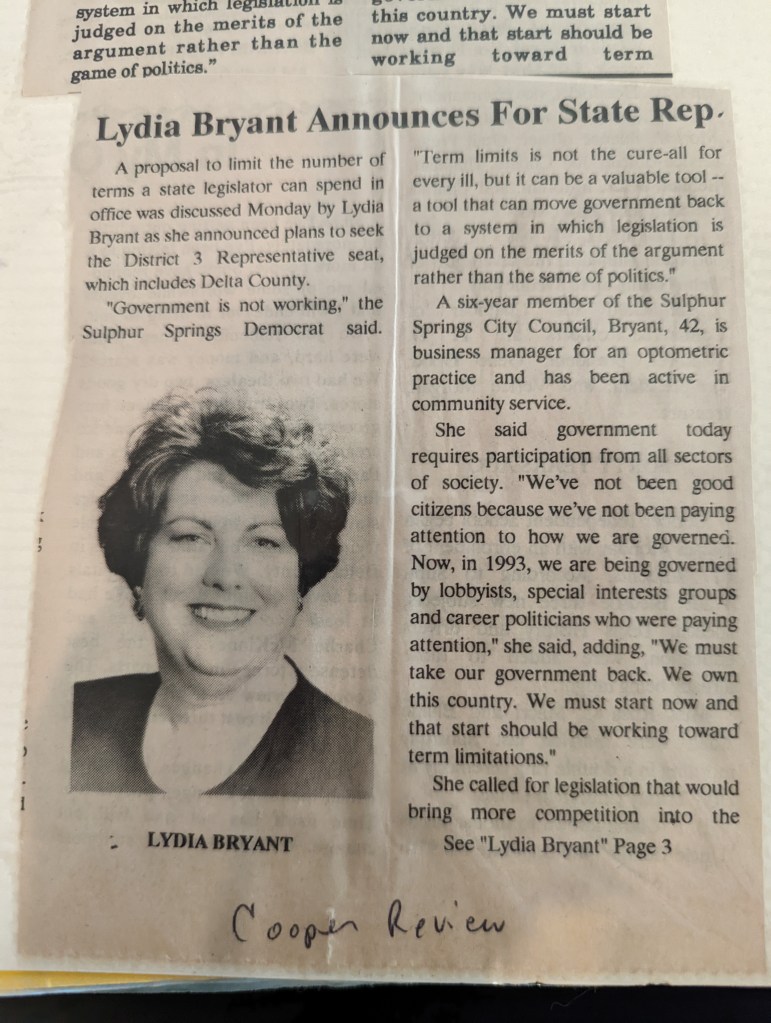 system in which legislation is
judged on the merits of the
argument rather than the
game of politics."
this country. We must start
now and that start should be
working toward term
Lydia Bryant Announces For State Rep.
A proposal to limit the number of
terms a state legislator can spend in
office was discussed Monday by Lydia
Bryant as she announced plans to seek
the District 3 Representative seat,
which includes Delta County.
"Government is not working," the
Sulphur Springs Democrat said.
LYDIA BRYANT
"Term limits is not the cure-all for
every ill, but it can be a valuable tool --
a tool that can move government back
to a system in which legislation is
judged on the merits of the argument
rather than the same of politics."
A six-year member of the Sulphur
Springs City Council, Bryant, 42, is
business manager for an optometric
practice and has been active in
community service.
She said government today
requires participation from all sectors
of society. "We've not been good
citizens because we've not been paying
attention to how we are governed.
Now, in 1993, we are being governed
by lobbyists, special interests groups
and career politicians who were paying
attention," she said, adding, "We must
take our government back. We own
this country. We must start now and
that start should be working toward
term limitations."
She called for legislation that would
bring more competition into the
See "Lydia Bryant" Page 3
Cooper Review